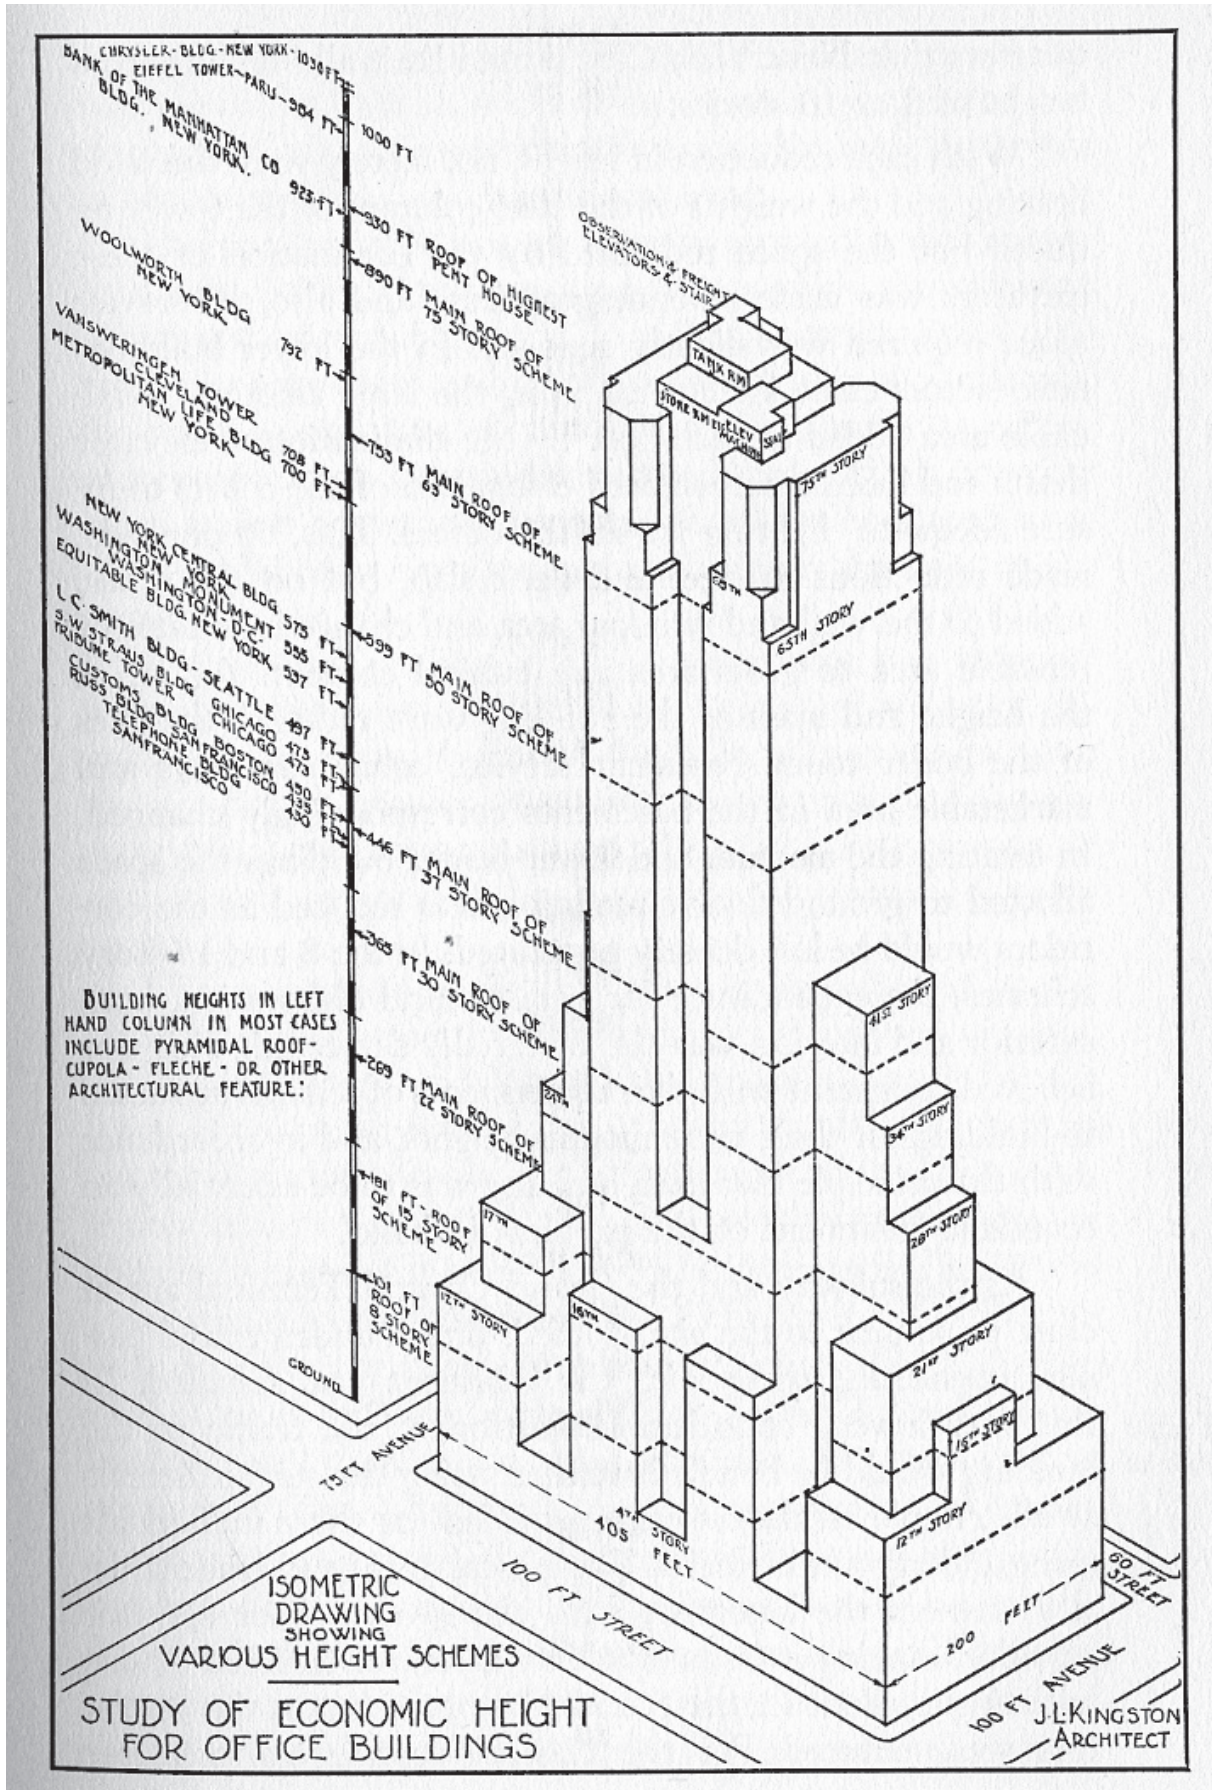 CHRYSLER-BLDG-NEW YORK-1030 FT
EIFEL TOWER-PARIS-984 FT
BANK OF THE MANHATTAN CO 925 FT
BLDG. NEW YORK.
WOOLWORTH BLDG 792 FT
NEW YORK
VANSWERINGEN TOWER
CLEVELAND 708 FT
METROPOLITAN LIFE BLDG 700 FT
NEW YORK
NEW YORK CENTRAL BLDG 575 FT
NEW YORK
WASHINGTON MONUMENT 555 FT
WASHINGTON-D.C.
EQUITABLE BLDG-NEW YORK 537 FT
L.C. SMITH BLDG-SEATTLE 497 FT
S.W. STRAUS BLDG CHICAGO 475 FT
TRIBUNE TOWER CHICAGO 473 FT
CUSTOMS BLDG BOSTON 450 FT
RUSS BLDG SANFRANCISCO 435 FT
TELEPHONE BLDG 430 FT
SANFRANCISCO
1000 FT
930 FT ROOF OF HIGHEST
PENT HOUSE
890 FT MAIN ROOF OF
75 STORY SCHEME
753 FT MAIN ROOF OF
63 STORY SCHEME
599 FT MAIN ROOF OF
50 STORY SCHEME
446 FT MAIN ROOF OF
37 STORY SCHEME
365 FT MAIN ROOF OF
30 STORY SCHEME
269 FT MAIN ROOF OF
22 STORY SCHEME
181 FT-ROOF
OF 15 STORY
SCHEME
101 FT
ROOF OF
8 STORY
SCHEME
GROUND
BUILDING HEIGHTS IN LEFT
HAND COLUMN IN MOST CASES
INCLUDE PYRAMIDAL ROOF-
CUPOLA-FLECHE-OR OTHER
ARCHITECTURAL FEATURE:
OBSERVATION & FREIGHT
ELEVATORS & STAIR
TANK RM
STORE RM ELEV
MACHINE
75TH STORY
68TH
65TH STORY
41ST STORY
34TH STORY
28TH STORY
24TH
17TH
12TH STORY
16TH
21ST STORY
15TH STORY
12TH STORY
4TH STORY
405 FEET
200 FEET
75 FT AVENUE
100 FT STREET
60 FT
STREET
100 FT AVENUE
ISOMETRIC
DRAWING
SHOWING
VARIOUS HEIGHT SCHEMES
STUDY OF ECONOMIC HEIGHT
FOR OFFICE BUILDINGS
J.L.KINGSTON
ARCHITECT